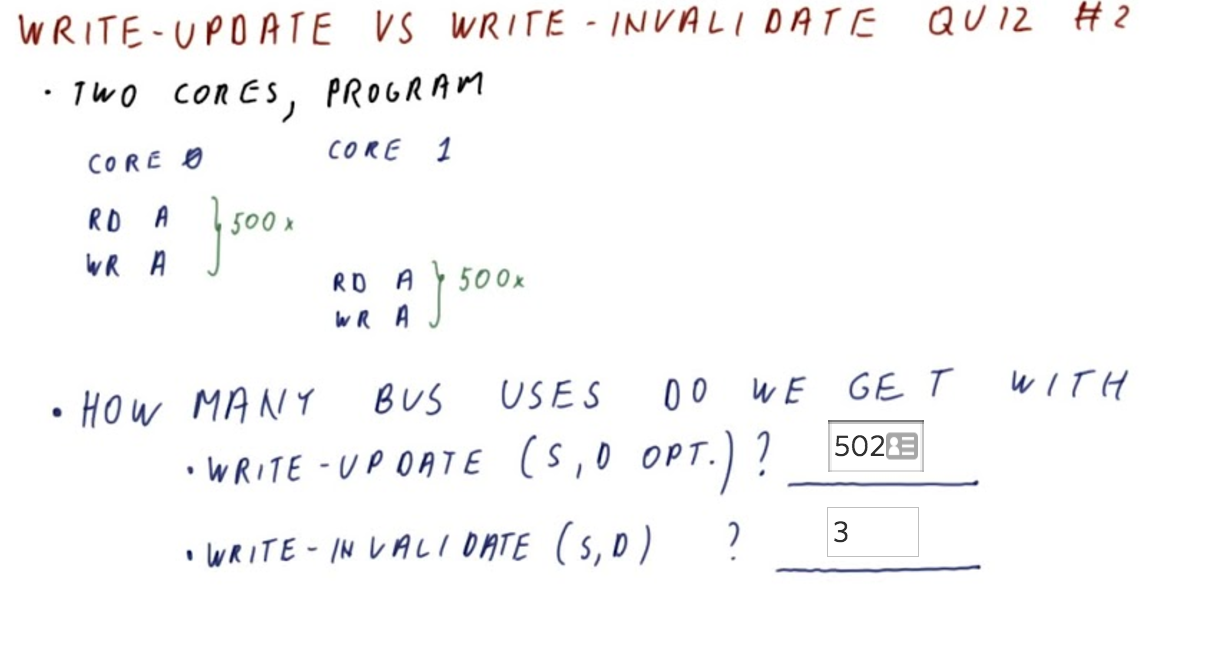 WRITE-UPDATE VS WRITE-INVALIDATE QUIZ #2
• TWO CORES, PROGRAM
CORE 0 CORE 1
RD A } 500x
WR A
RD A } 500x
WR A
• HOW MANY BUS USES DO WE GET WITH
• WRITE-UPDATE (S,D OPT.)? 502
• WRITE-INVALIDATE (S,D) ? 3